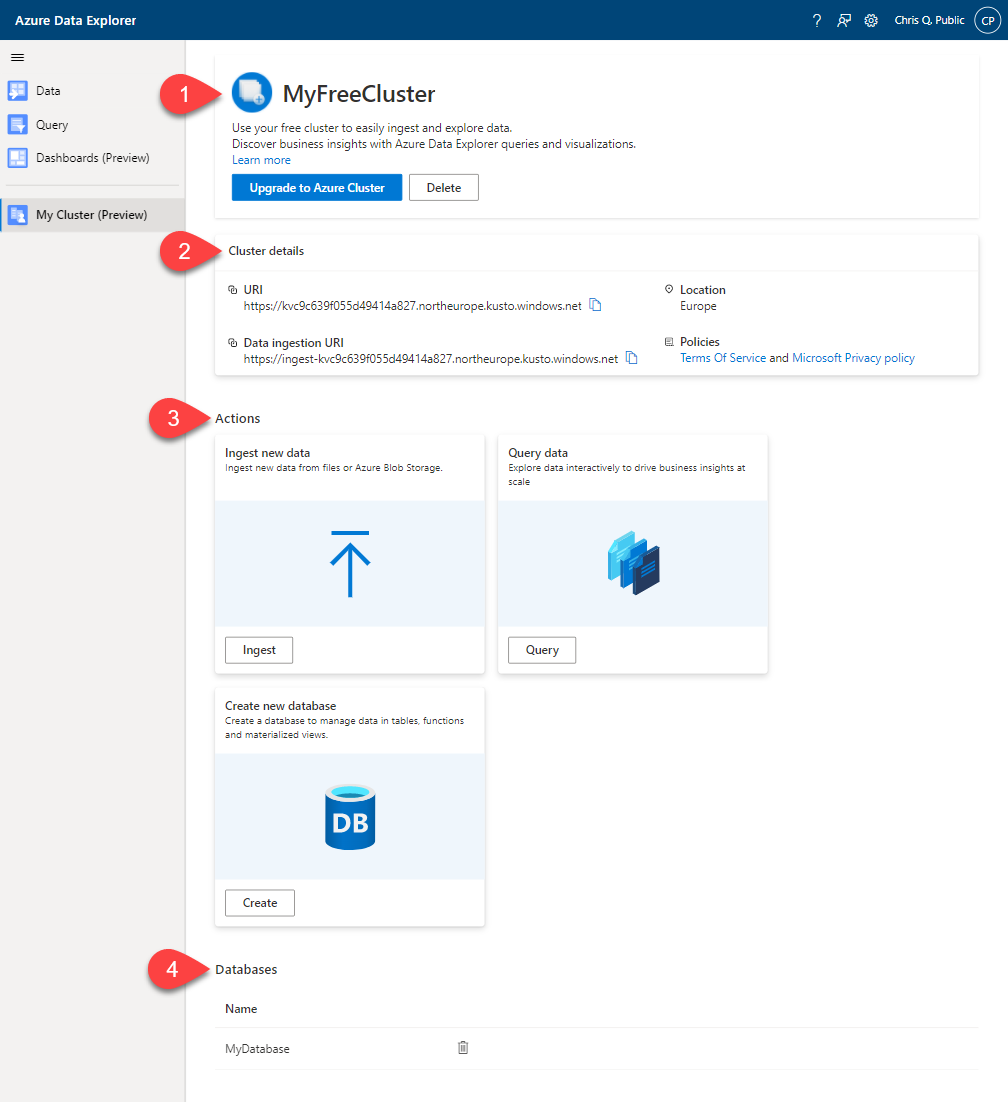 Azure Data Explorer
? Chris Q. Public CP
Data
Query
Dashboards (Preview)
My Cluster (Preview)
1
MyFreeCluster
Use your free cluster to easily ingest and explore data.
Discover business insights with Azure Data Explorer queries and visualizations.
Learn more
Upgrade to Azure Cluster
Delete
2
Cluster details
URI
https://kvc9c639f055d49414a827.northeurope.kusto.windows.net
Location
Europe
Data ingestion URI
https://ingest-kvc9c639f055d49414a827.northeurope.kusto.windows.net
Policies
Terms Of Service and Microsoft Privacy policy
3
Actions
Ingest new data
Ingest new data from files or Azure Blob Storage.
Ingest
Query data
Explore data interactively to drive business insights at
scale
Query
Create new database
Create a database to manage data in tables, functions
and materialized views.
DB
Create
4
Databases
Name
MyDatabase